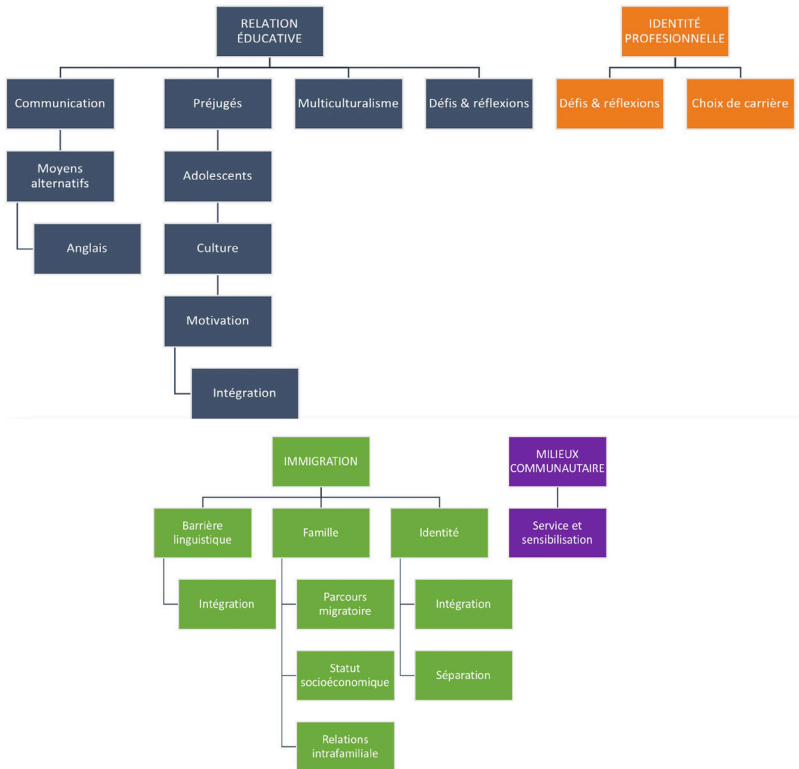 RELATION
ÉDUCATIVE
IDENTITÉ
PROFESIONNELLE
Communication
Préjugés
Multiculturalisme
Défis & réflexions
Défis & réflexions
Choix de carrière
Moyens
alternatifs
Adolescents
Anglais
Culture
Motivation
Intégration
IMMIGRATION
MILIEUX
COMMUNAUTAIRE
Barrière
linguistique
Famille
Identité
Service et
sensibilisation
Intégration
Parcours
migratoire
Intégration
Statut
socioéconomique
Séparation
Relations
intrafamiliale